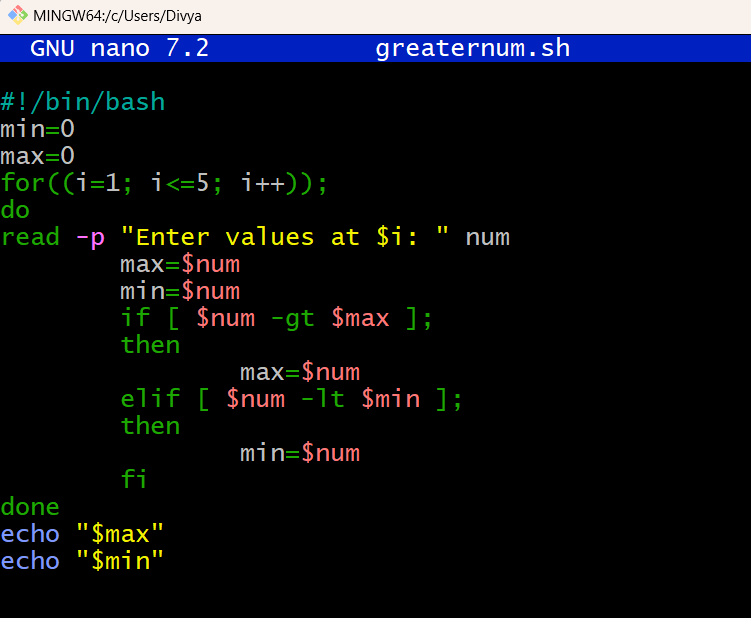 MINGW64:/c/Users/Divya
GNU nano 7.2 greaternum.sh
#!/bin/bash
min=0
max=0
for((i=1; i<=5; i++));
do
read -p "Enter values at $i: " num
        max=$num
        min=$num
        if [ $num -gt $max ];
        then
                max=$num
        elif [ $num -lt $min ];
        then
                min=$num
        fi
done
echo "$max"
echo "$min"